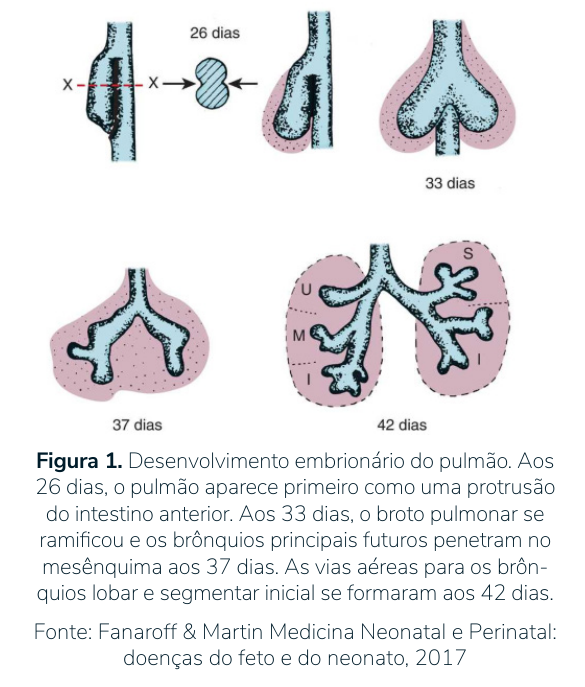 26 dias
X
X
33 dias
U
M
I
S
I
37 dias
42 dias
Figura 1. Desenvolvimento embrionário do pulmão. Aos
26 dias, o pulmão aparece primeiro como uma protrusão
do intestino anterior. Aos 33 dias, o broto pulmonar se
ramificou e os brônquios principais futuros penetram no
mesênquima aos 37 dias. As vias aéreas para os brôn-
quios lobar e segmentar inicial se formaram aos 42 dias.
Fonte: Fanaroff & Martin Medicina Neonatal e Perinatal:
doenças do feto e do neonato, 2017